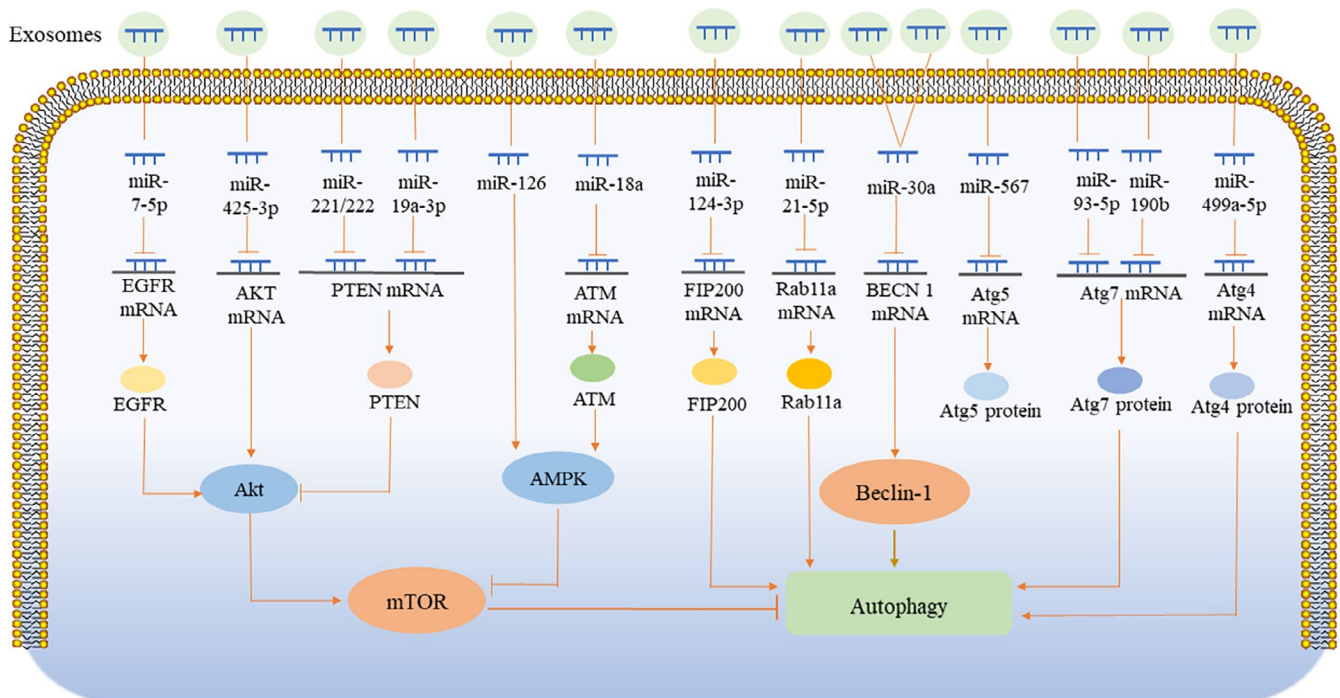 Exosomes
miR-
7-5p
miR-
425-3p
miR-
221/222
miR-
19a-3p
miR-126
miR-18a
miR-
124-3p
miR-
21-5p
miR-30a
miR-567
miR-
93-5p
miR-
190b
miR-
499a-5p
EGFR
mRNA
AKT
mRNA
PTEN mRNA
ATM
mRNA
FIP200
mRNA
Rab11a
mRNA
BECN 1
mRNA
Atg5
mRNA
Atg7 mRNA
Atg4
mRNA
EGFR
PTEN
ATM
FIP200
Rab11a
Atg5 protein
Atg7 protein
Atg4 protein
Akt
AMPK
Beclin-1
mTOR
Autophagy